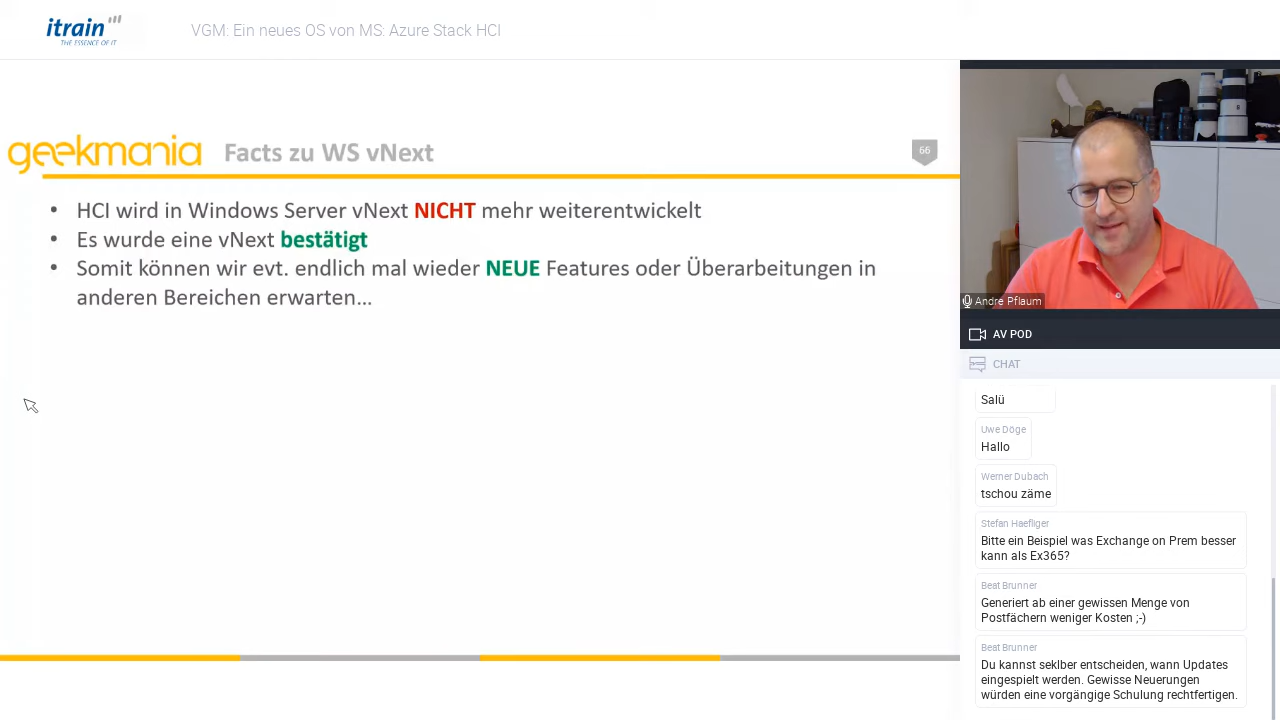 itrain
THE ESSENCE OF IT
VGM: Ein neues OS von MS: Azure Stack HCI
geekmania
Facts zu WS vNext
66
• HCI wird in Windows Server vNext NICHT mehr weiterentwickelt
• Es wurde eine vNext bestätigt
• Somit können wir evt. endlich mal wieder NEUE Features oder Überarbeitungen in
anderen Bereichen erwarten...
Andre Pflaum
AV POD
CHAT
Salü
Uwe Döge
Hallo
Werner Dubach
tschou zäme
Stefan Haefliger
Bitte ein Beispiel was Exchange on Prem besser
kann als Ex365?
Beat Brunner
Generiert ab einer gewissen Menge von
Postfächern weniger Kosten ;-)
Beat Brunner
Du kannst seklber entscheiden, wann Updates
eingespielt werden. Gewisse Neuerungen
würden eine vorgängige Schulung rechtfertigen.